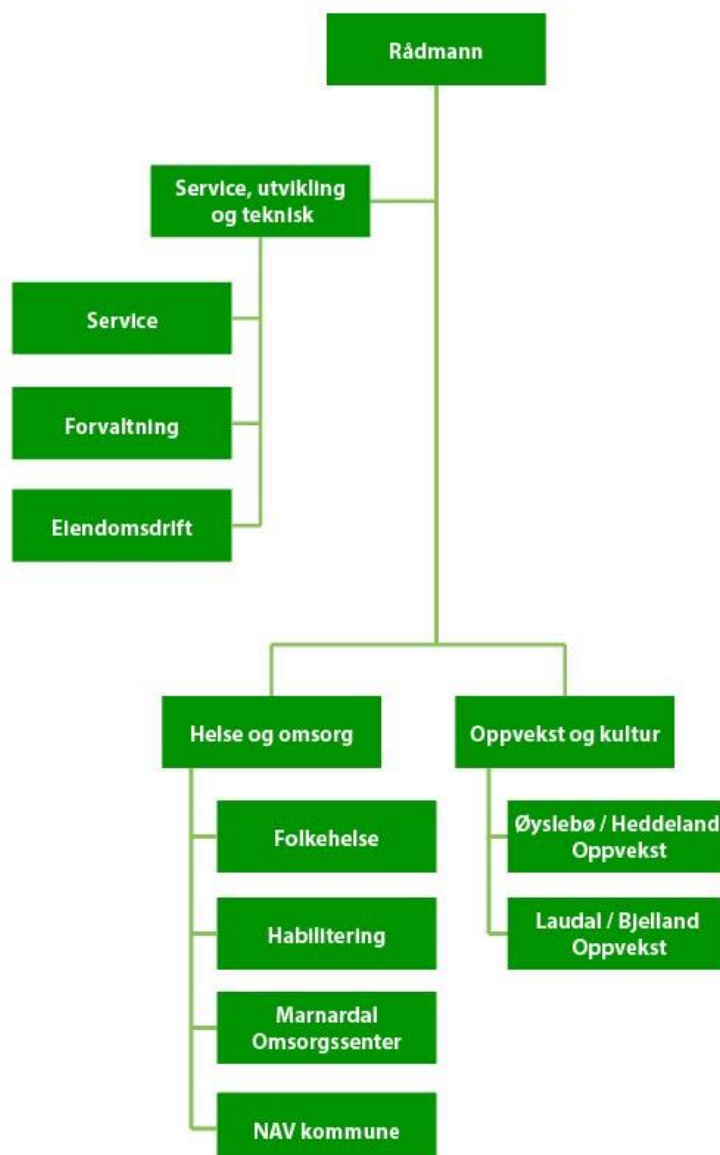 Rådmann
Service, utvikling
og teknisk
Service
Forvaltning
Eiendomsdrift
Helse og omsorg
Folkehelse
Habilitering
Marnardal
Omsorgssenter
NAV kommune
Oppvekst og kultur
Øyslebø / Heddeland
Oppvekst
Laudal / Bjelland
Oppvekst